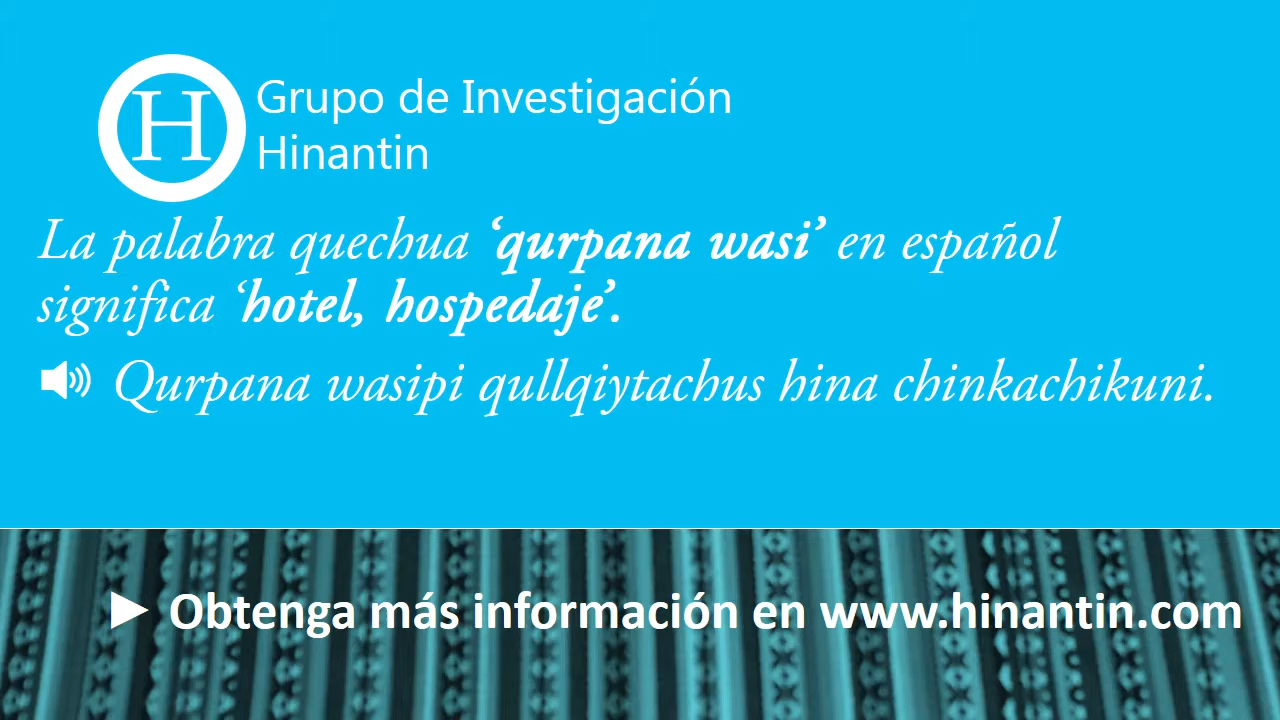 H
Grupo de Investigación
Hinantin
La palabra quechua ‘qurpana wasi’ en español
significa ‘hotel, hospedaje’.
Qurpana wasipi qullqiytachus hina chinkachikuni.
Obtenga más información en www.hinantin.com